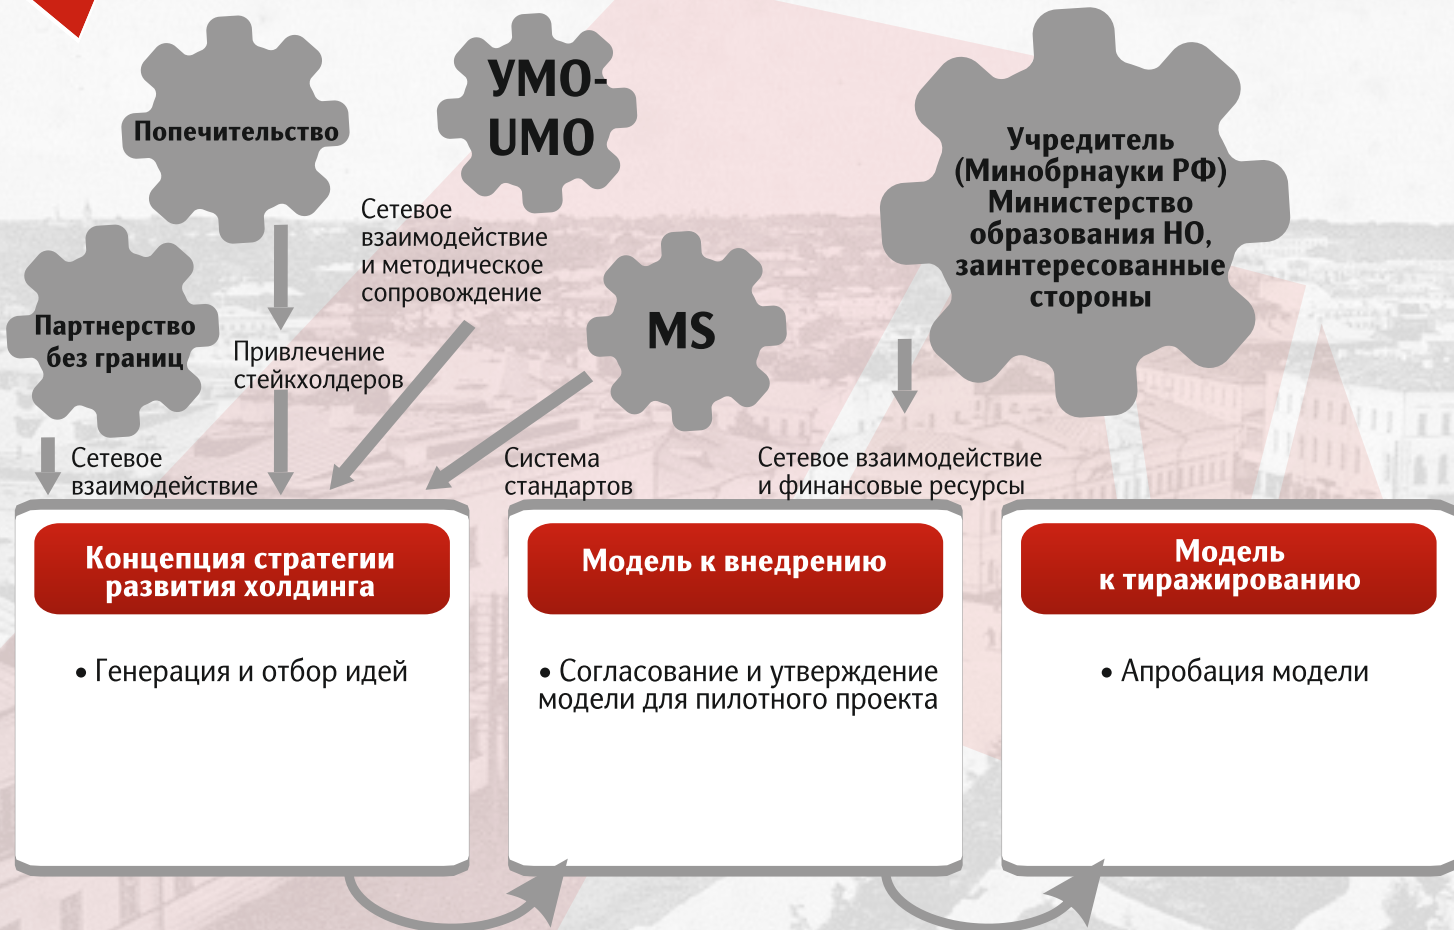 Попечительство
УМО-
UMO
Учредитель
(Минобрнауки РФ)
Министерство
образования НО,
заинтересованные
стороны
Сетевое
взаимодействие
и методическое
сопровождение
Партнерство
без границ
MS
Привлечение
стейкхолдеров
Сетевое
взаимодействие
Система
стандартов
Сетевое взаимодействие
и финансовые ресурсы
Концепция стратегии
развития холдинга
• Генерация и отбор идей
Модель к внедрению
• Согласование и утверждение
модели для пилотного проекта
Модель
к тиражированию
• Апробация модели